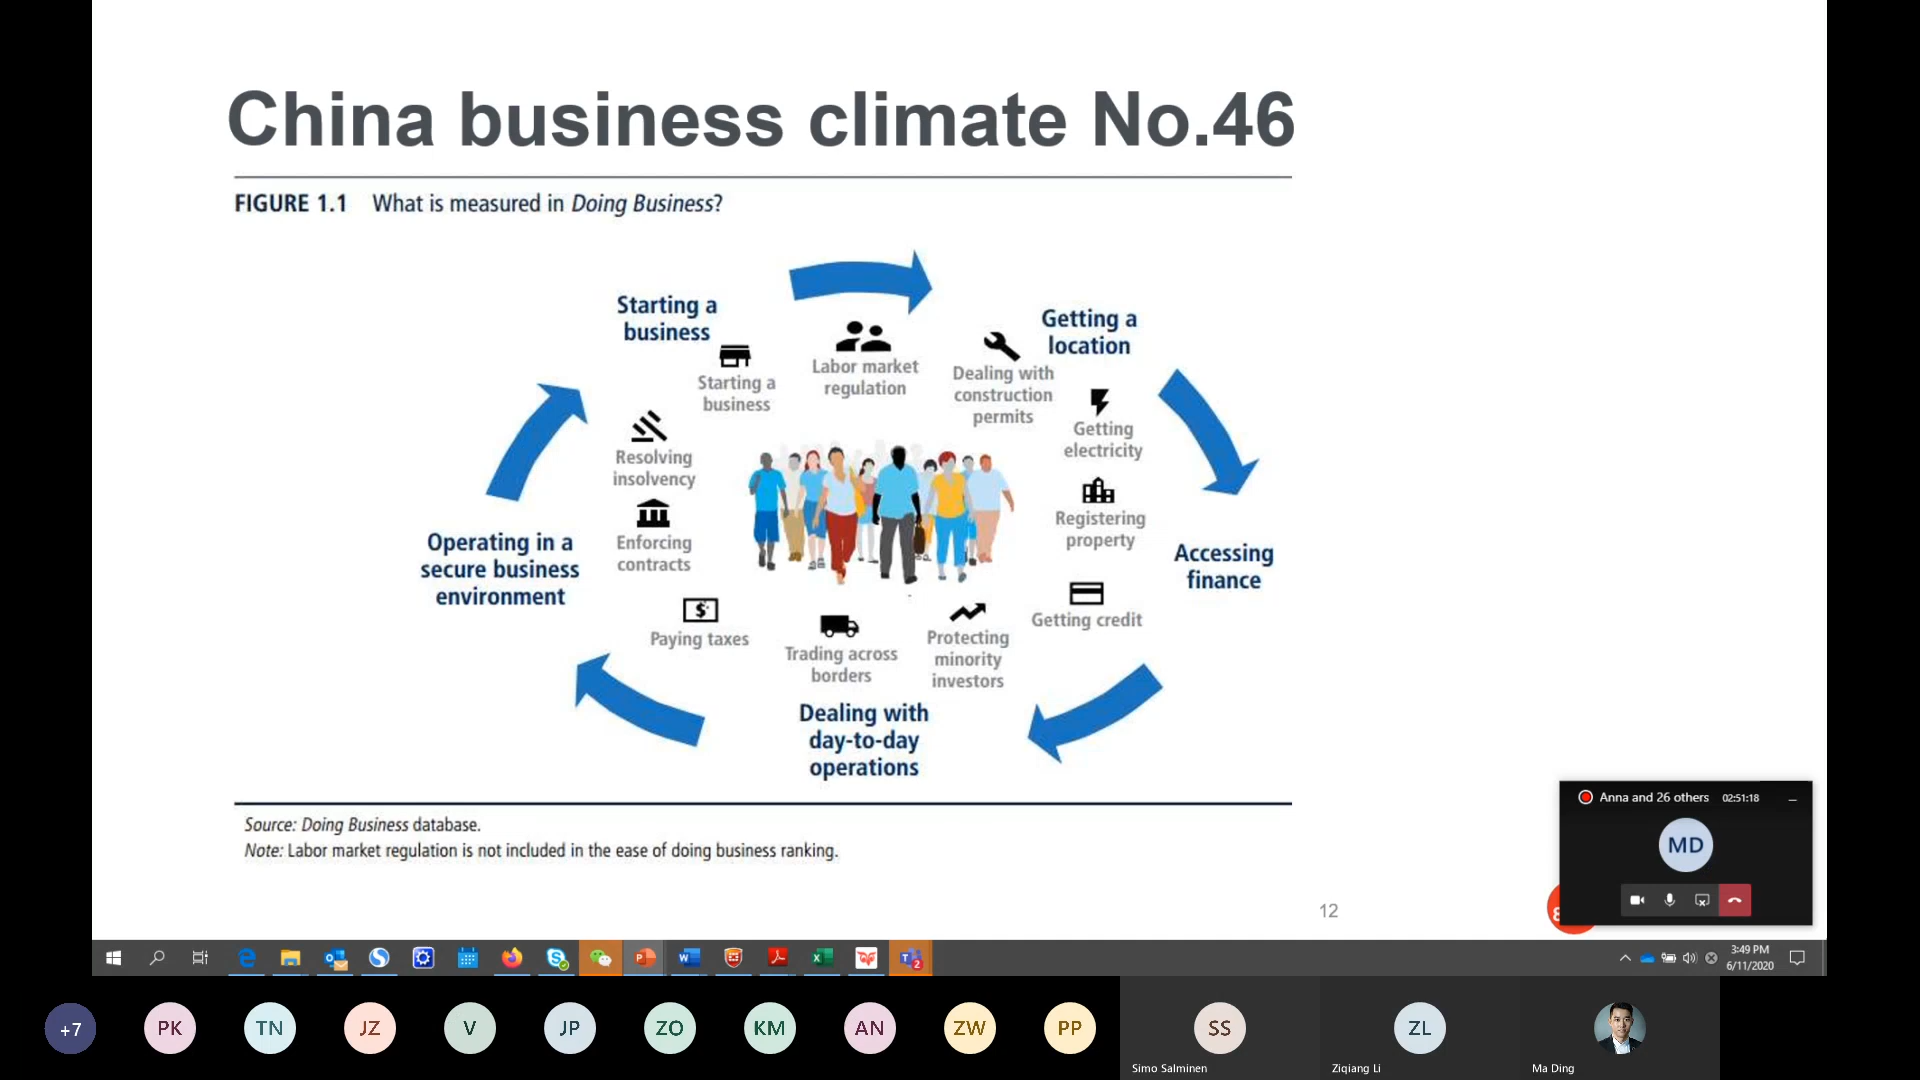 China business climate No.46
FIGURE 1.1 What is measured in Doing Business?
Starting a
business
Getting a
location
Starting a
business
Labor market
regulation
Dealing with
construction
permits
Getting
electricity
Resolving
insolvency
Registering
property
Operating in a
secure business
environment
Enforcing
contracts
Accessing
finance
Getting credit
Paying taxes
Trading across
borders
Protecting
minority
investors
Dealing with
day-to-day
operations
Source: Doing Business database.
Note: Labor market regulation is not included in the ease of doing business ranking.
12
Anna and 26 others 02:51:18
MD
3:49 PM
6/11/2020
+7
PK
TN
JZ
V
JP
ZO
KM
AN
ZW
PP
SS
ZL
Simo Salminen
Ziqiang Li
Ma Ding